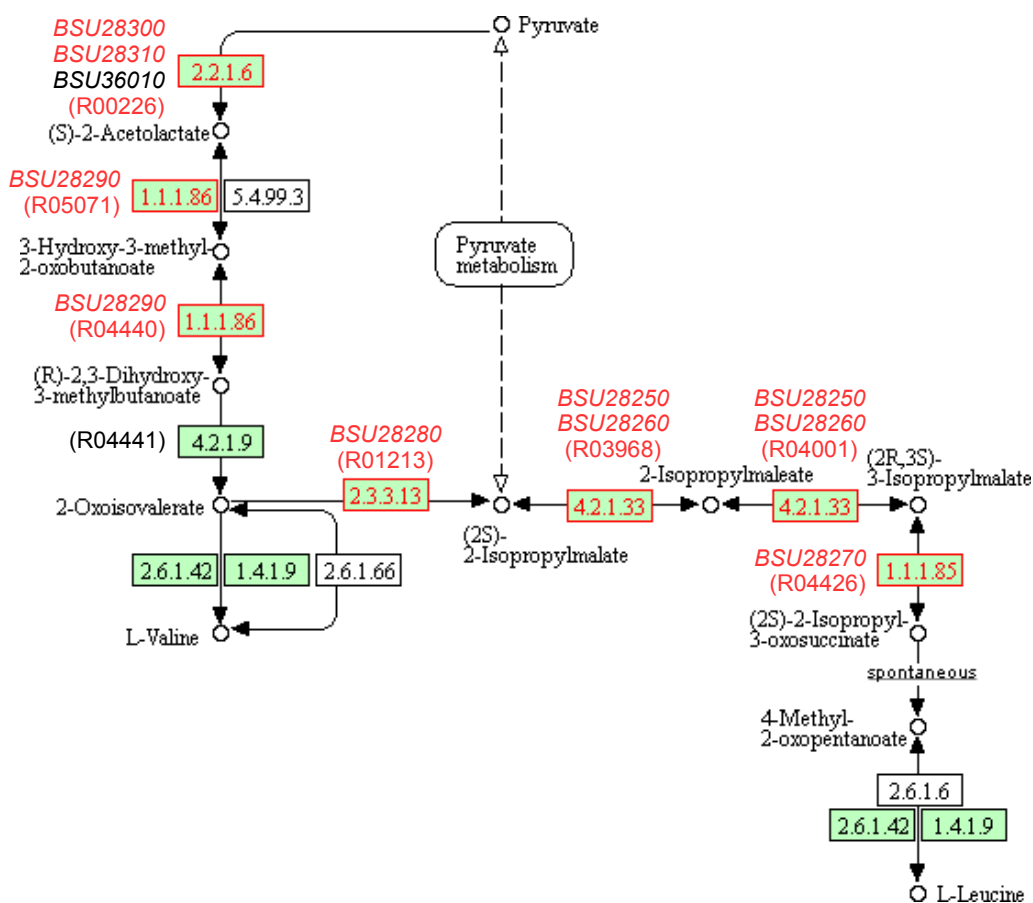 BSU28300
BSU28310
BSU36010
(R00226)
2.2.1.6
Pyruvate
(S)-2-Acetolactate
BSU28290
(R05071)
1.1.1.86
5.4.99.3
3-Hydroxy-3-methyl-
2-oxobutanoate
Pyruvate
metabolism
BSU28290
(R04440)
1.1.1.86
(R)-2,3-Dihydroxy-
3-methylbutanoate
(R04441)
4.2.1.9
BSU28280
(R01213)
2.3.3.13
BSU28250
BSU28260
(R03968)
4.2.1.33
BSU28250
BSU28260
(R04001)
4.2.1.33
2-Isopropylmaleate
(2R,3S)-
3-Isopropylmalate
2-Oxoisovalerate
(2S)-
2-Isopropylmalate
2.6.1.42
1.4.1.9
2.6.1.66
L-Valine
BSU28270
(R04426)
1.1.1.85
(2S)-2-Isopropyl-
3-oxosuccinate
spontaneous
4-Methyl-
2-oxopentanoate
2.6.1.6
2.6.1.42
1.4.1.9
L-Leucine